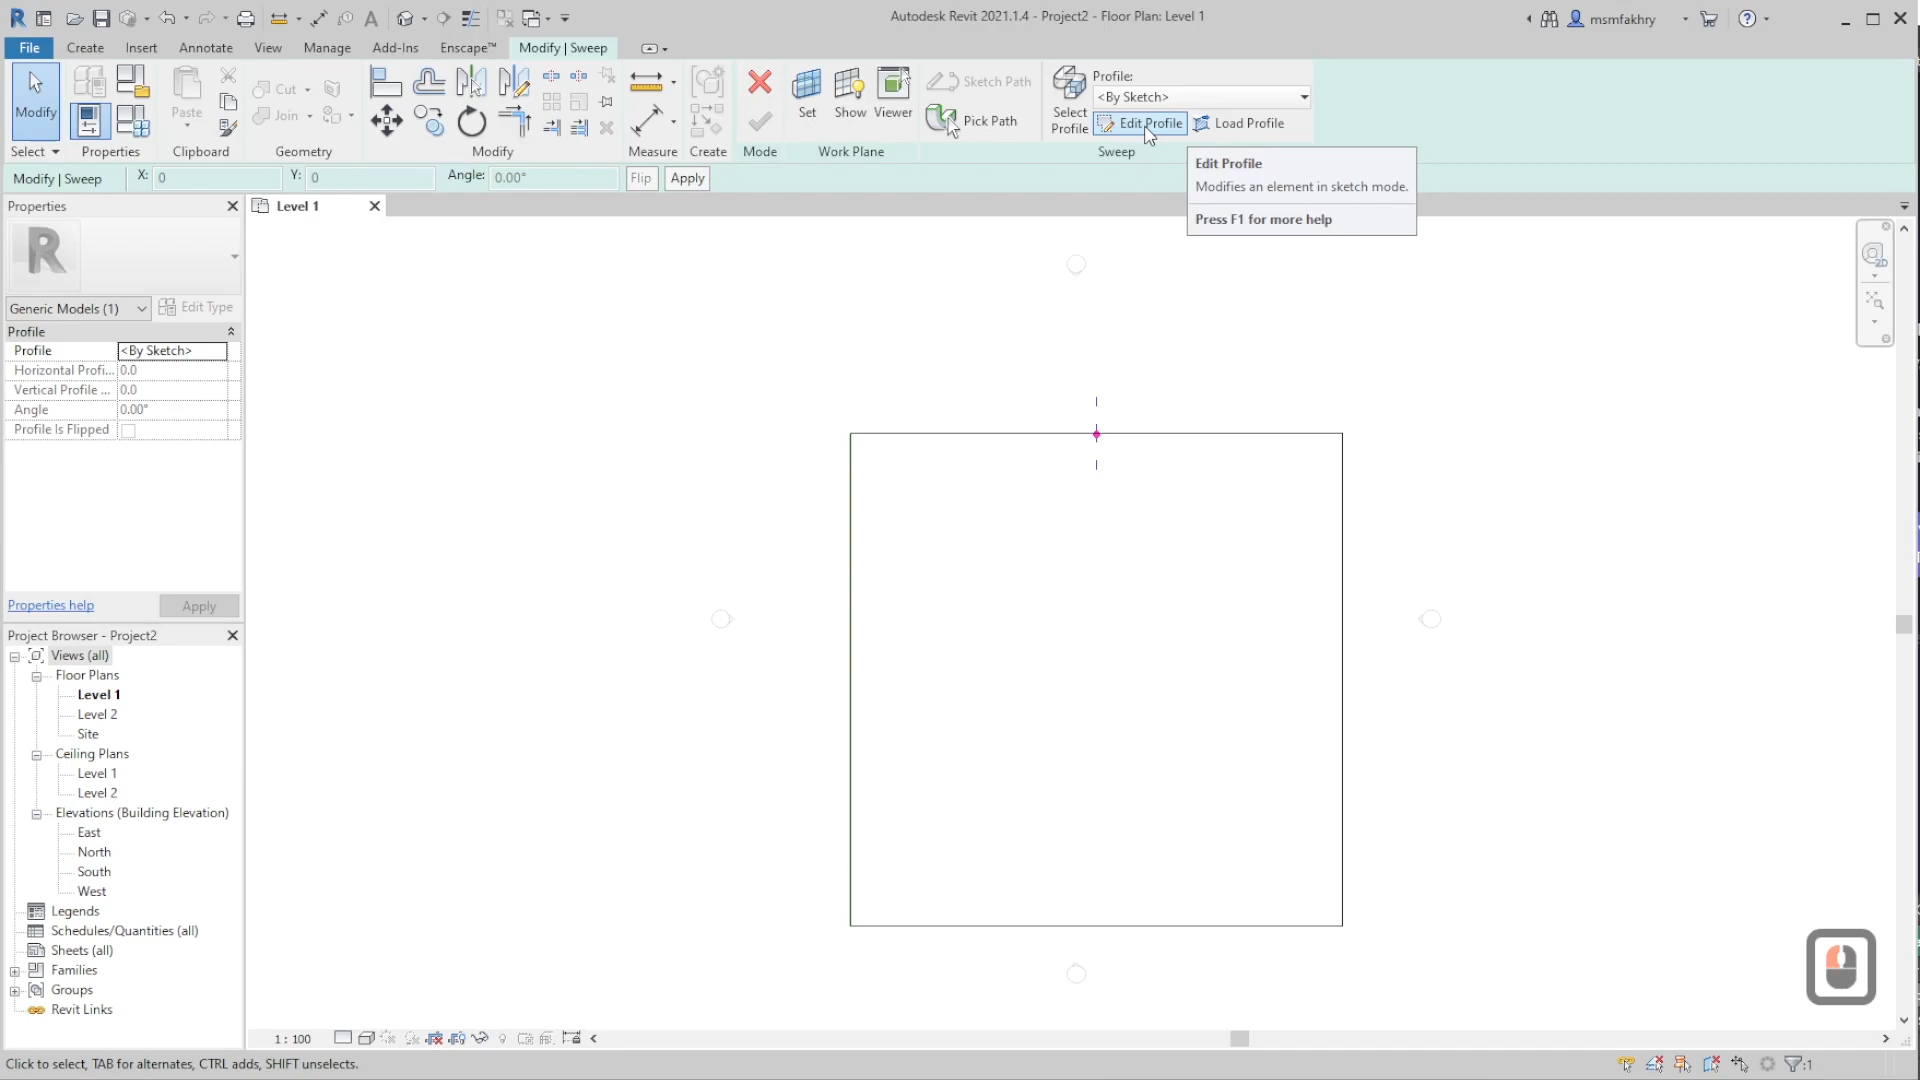 Autodesk Revit 2021.1.4 - Project2 - Floor Plan: Level 1
msmfakhry
File
Create
Insert
Annotate
View
Manage
Add-Ins
Enscape™
Modify | Sweep
Modify
Paste
Cut
Join
Set
Show
Viewer
Sketch Path
Pick Path
Select
Profile
Profile:
<By Sketch>
Edit Profile
Load Profile
Select
Properties
Clipboard
Geometry
Modify
Measure
Create
Mode
Work Plane
Sweep
Modify | Sweep
X: 0
Y: 0
Angle: 0.00°
Flip
Apply
Edit Profile
Modifies an element in sketch mode.
Press F1 for more help
Properties
Level 1
R
Generic Models (1)
Edit Type
Profile
Profile <By Sketch>
Horizontal Profi... 0.0
Vertical Profile ... 0.0
Angle 0.00°
Profile Is Flipped
Properties help
Apply
Project Browser - Project2
Views (all)
Floor Plans
Level 1
Level 2
Site
Ceiling Plans
Level 1
Level 2
Elevations (Building Elevation)
East
North
South
West
Legends
Schedules/Quantities (all)
Sheets (all)
Families
Groups
Revit Links
2D
1 : 100
Click to select, TAB for alternates, CTRL adds, SHIFT unselects.
:1